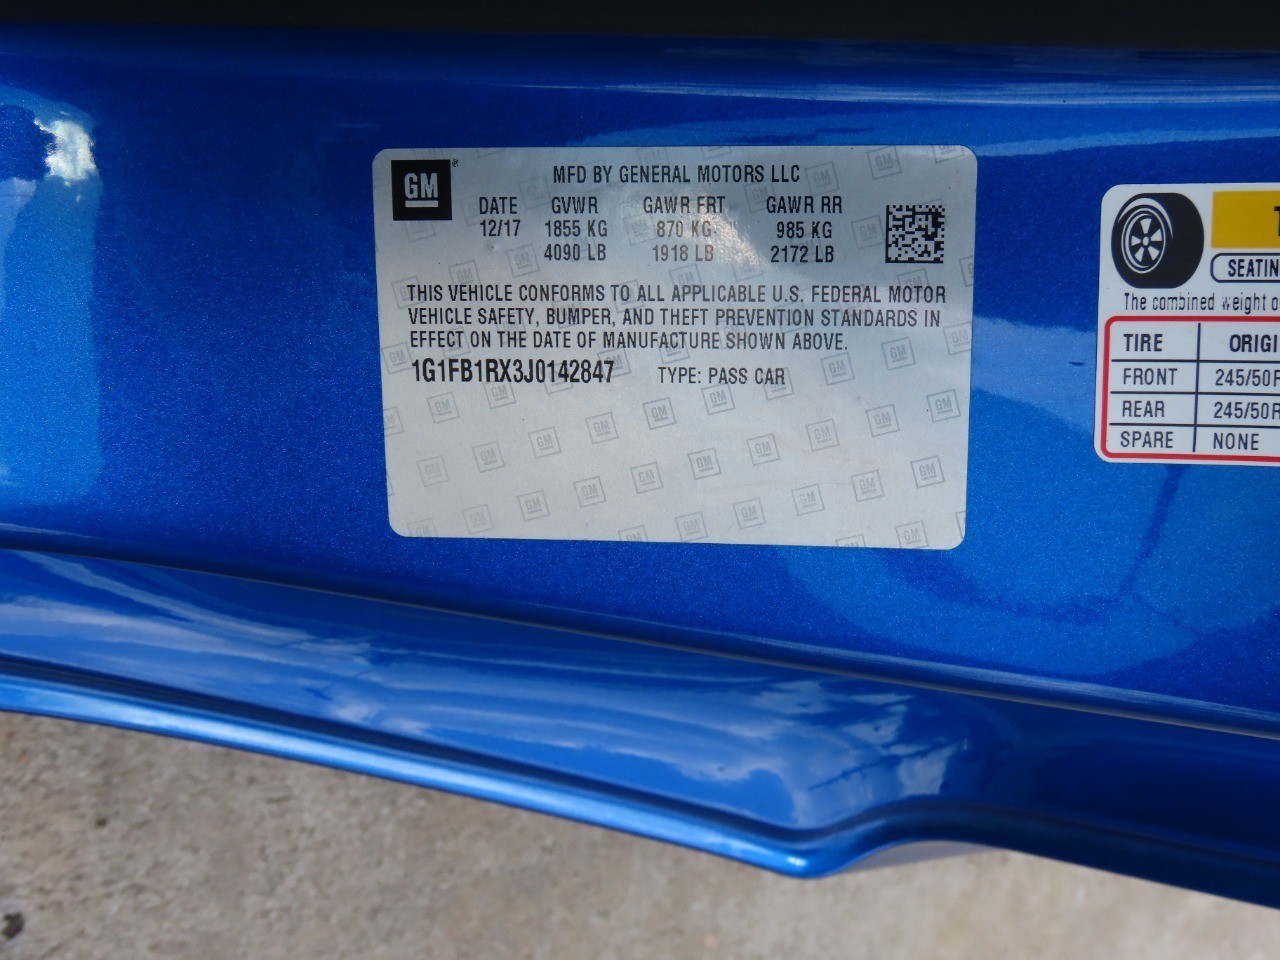 GM
MFD BY GENERAL MOTORS LLC
DATE GVWR GAWR FRT GAWR RR
12/17 1855 KG 870 KG 985 KG
4090 LB 1918 LB 2172 LB
THIS VEHICLE CONFORMS TO ALL APPLICABLE U.S. FEDERAL MOTOR
VEHICLE SAFETY, BUMPER, AND THEFT PREVENTION STANDARDS IN
EFFECT ON THE DATE OF MANUFACTURE SHOWN ABOVE.
1G1FB1RX3J0142847 TYPE: PASS CAR
SEATIN
The combined weight o
TIRE ORIGI
FRONT 245/50R
REAR 245/50R
SPARE NONE